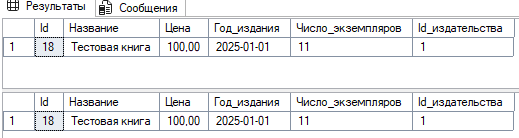 Результаты Сообщения
Id Название Цена Год_издания Число_экземпляров Id_издательства
1 18 Тестовая книга 100,00 2025-01-01 11 1
Id Название Цена Год_издания Число_экземпляров Id_издательства
1 18 Тестовая книга 100,00 2025-01-01 11 1